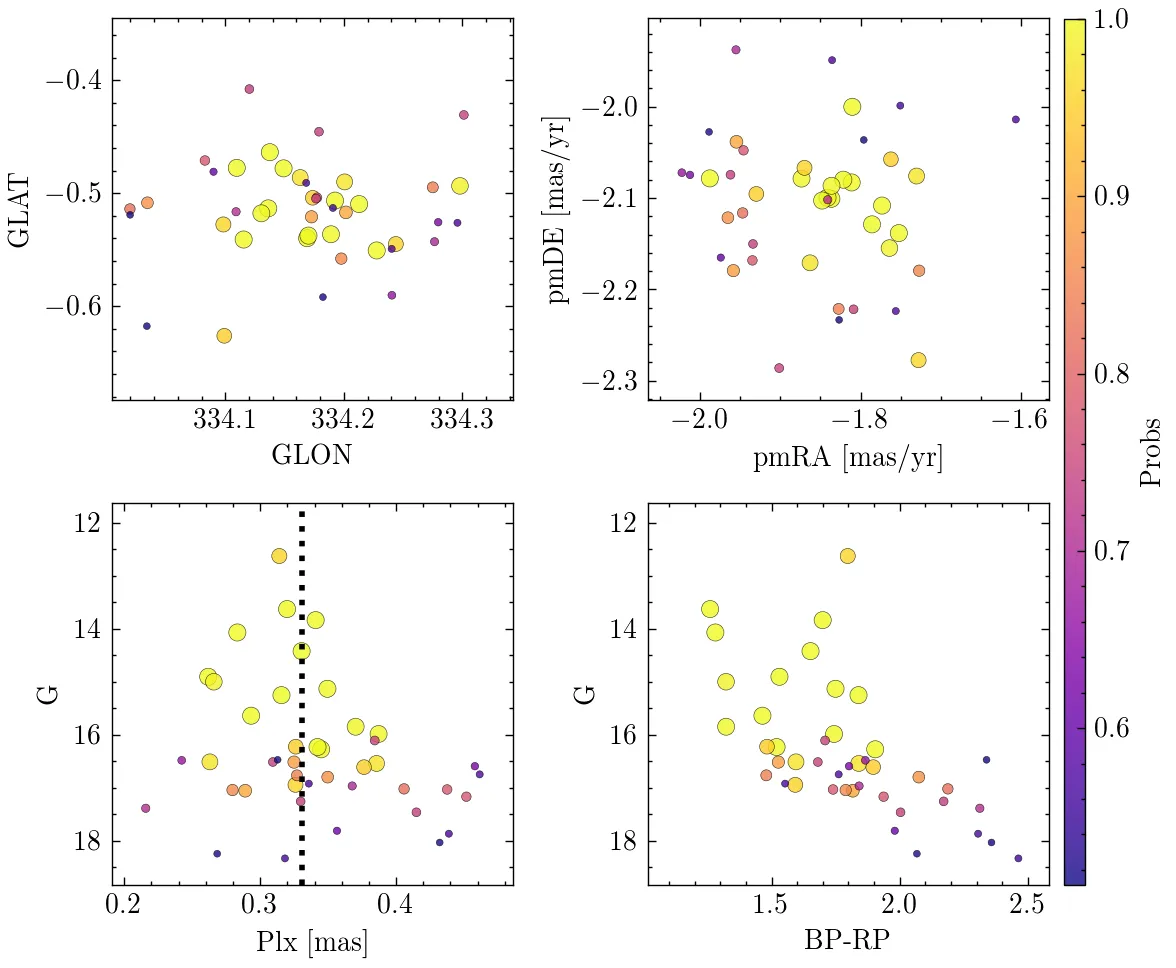 −0.4
−0.5
−0.6
GLAT
334.1 334.2 334.3
GLON
−2.0
−2.1
−2.2
−2.3
pmDE [mas/yr]
−2.0 −1.8 −1.6
pmRA [mas/yr]
1.0
0.9
0.8
0.7
0.6
Probs
12
14
16
18
G
0.2 0.3 0.4
Plx [mas]
12
14
16
18
G
1.5 2.0 2.5
BP-RP